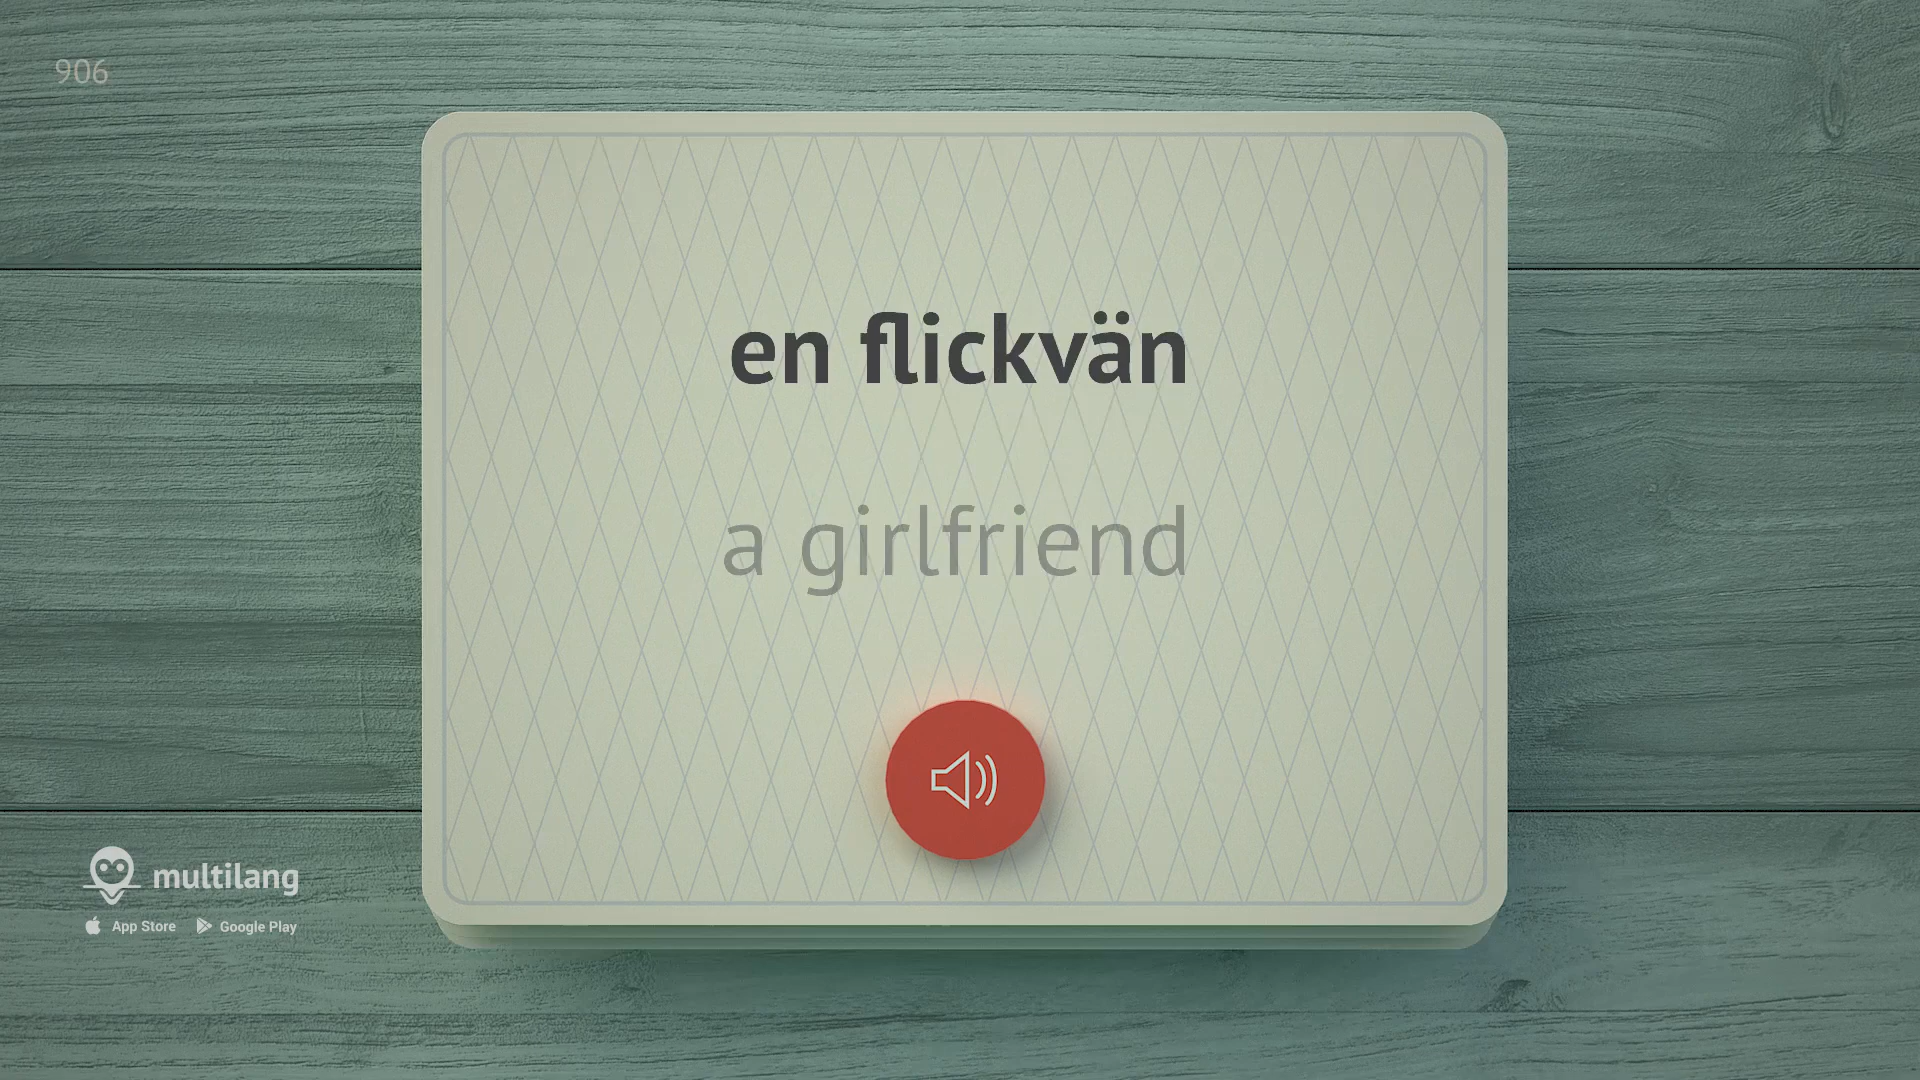 906
en flickvän
a girlfriend
multilang
App Store
Google Play